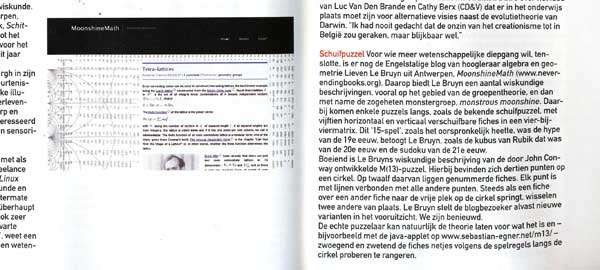 viskunde.
erpen.
k, Schit-
ot het
voor het
it jaar
rgh in zijn
urtenis-
ke illu-
erleven-
rp en
eresseerd
n sensori-
met als
eelance
Linux
unde en
termate
überhaupt
ok zeer
varte
", weet een
en weten-
MoonshineMath
Tetra-lattices
van Luc Van Den Brande en Cathy Berx (CD&V) dat er in het onderwijs
plaats moet zijn voor alternatieve visies naast de evolutietheorie van
Darwin. "Ik had nooit gedacht dat de onzin van het creationisme tot in
België zou geraken, maar blijkbaar wel."
Schuifpuzzel Voor wie meer wetenschappelijke diepgang wil, ten-
slotte, is er nog de Engelstalige blog van hoogleraar algebra en geo-
metrie Lieven Le Bruyn uit Antwerpen, MoonshineMath (www.never-
endingbooks.org). Daarop biedt Le Bruyn een aantal wiskundige
beschrijvingen, vooral op het gebied van de groepentheorie, en dan
met name de zogeheten monstergroep, monstrous moonshine. Daar-
bij komen enkele puzzels langs, zoals de bekende schuifpuzzel, met
vijftien horizontaal en verticaal verschuifbare fiches in een vier-bij-
viermatrix. Dit '15-spel', zoals het oorspronkelijk heette, was de hype
van de 19e eeuw, betoogt Le Bruyn, zoals de kubus van Rubik dat was
van de 20e eeuw en de sudoku van de 21e eeuw.
Boeiend is Le Bruyns wiskundige beschrijving van de door John Con-
way ontwikkelde M(13)-puzzel. Hierbij bevinden zich dertien punten op
een cirkel. Op twaalf daarvan liggen genummerde fiches. Elk punt is
met lijnen verbonden met alle andere punten. Steeds als een fiche
over een andere fiche naar de vrije plek op de cirkel springt, wisselen
twee andere van plaats. Le Bruyn stelt de blogbezoeker alvast nieuwe
varianten in het vooruitzicht. We zijn benieuwd.
De echte puzzelaar kan natuurlijk de theorie laten voor wat het is en –
bijvoorbeeld met de java-applet op www.sebastian-egner.net/m13/ –
zwoegend en zwetend de fiches netjes volgens de spelregels langs de
cirkel proberen te rangeren.